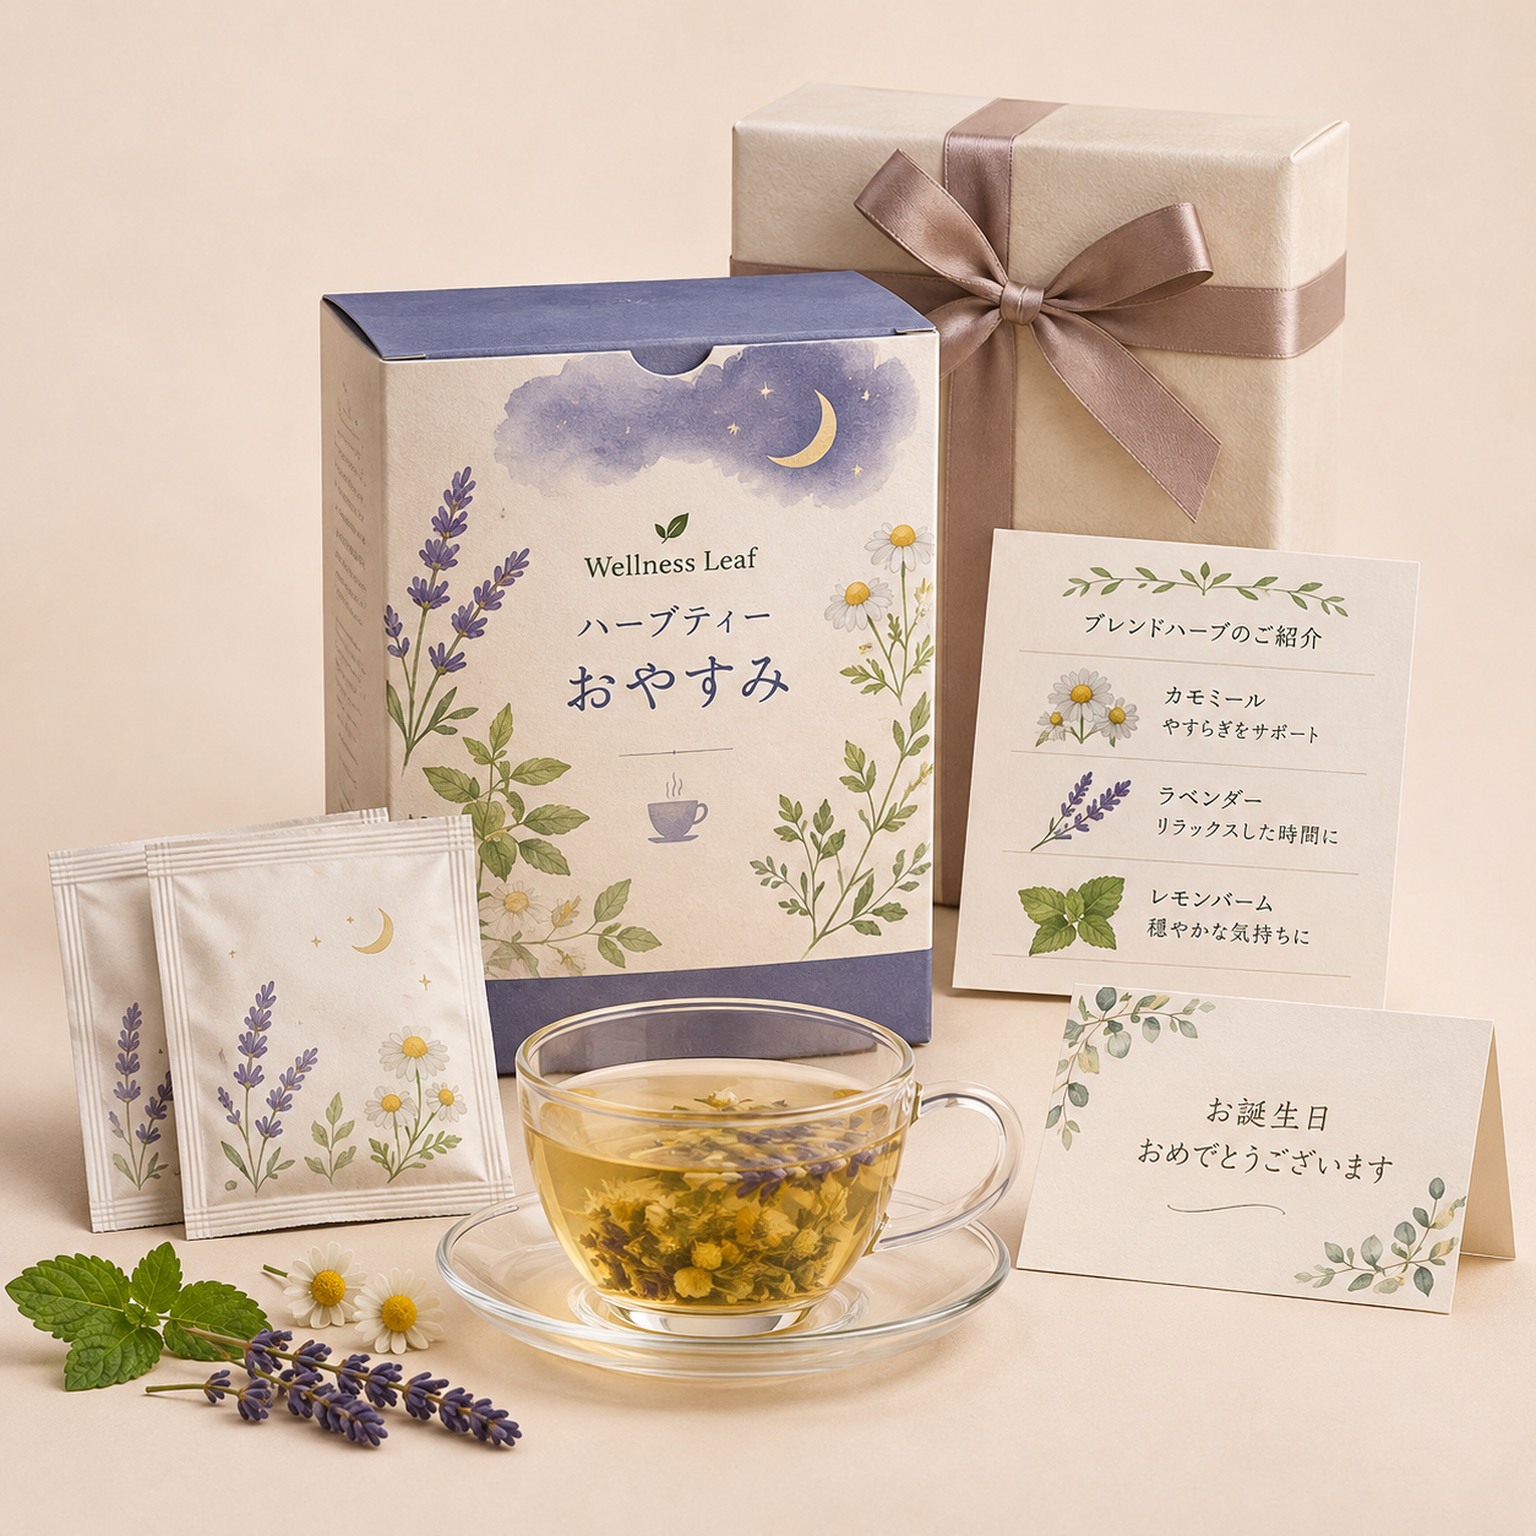 Wellness Leaf
ハーブティー
おやすみ
ブレンドハーブのご紹介
カモミール
やすらぎをサポート
ラベンダー
リラックスした時間に
レモンバーム
穏やかな気持ちに
お誕生日
おめでとうございます